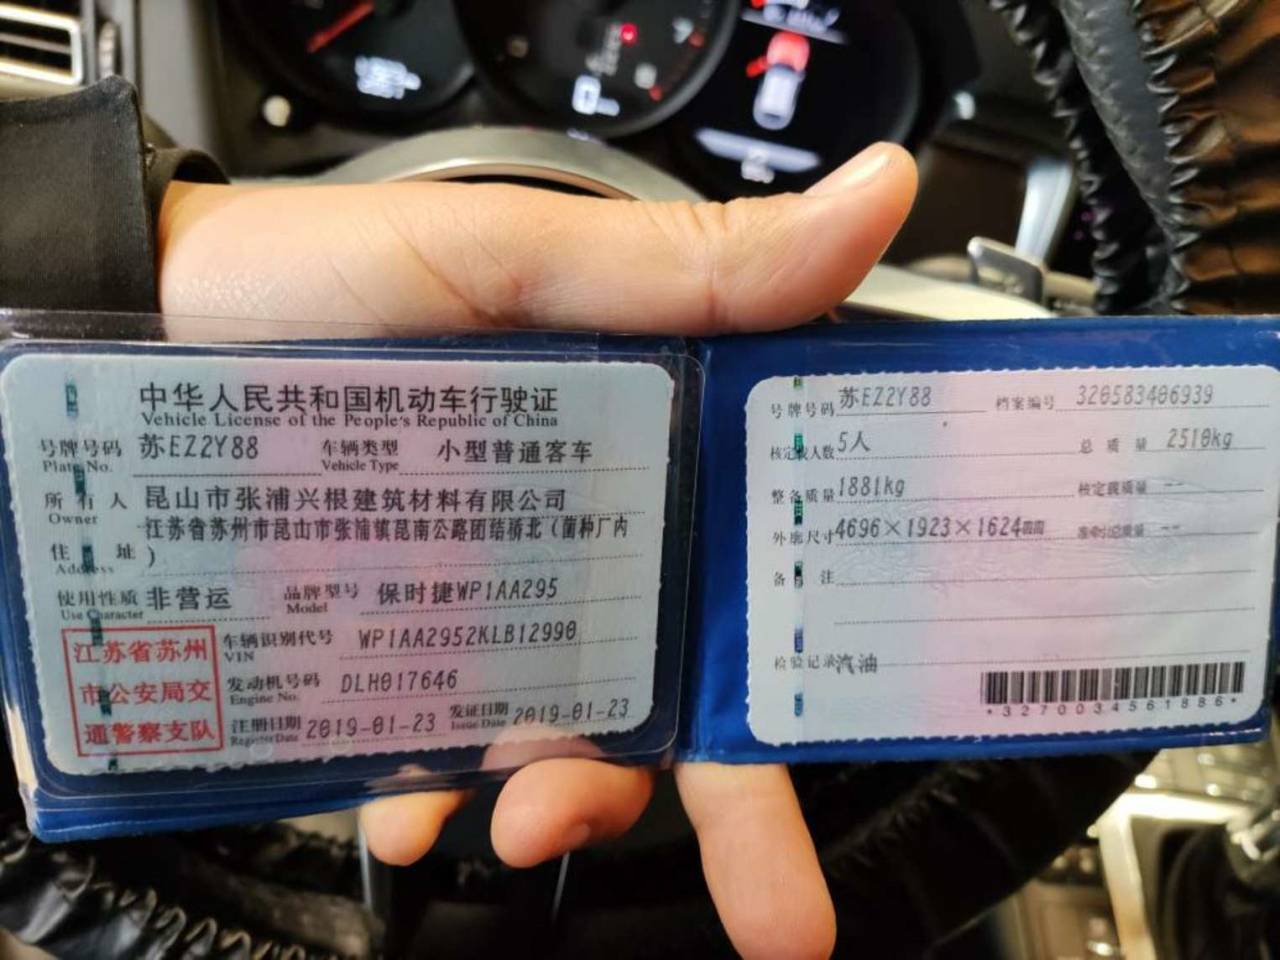 中华人民共和国机动车行驶证
Vehicle License of the People's Republic of China
号牌号码 苏EZ2Y88 车辆类型 小型普通客车
Plate No. Vehicle Type
所有人 昆山市张浦兴根建筑材料有限公司
Owner
江苏省苏州市昆山市张浦镇昆南公路团结桥北（菌种厂内
住址 ）
Address
使用性质 非营运 品牌型号 保时捷WP1AA295
Use Character Model
江苏省苏州
市公安局交
通警察支队
车辆识别代号 WP1AA2952KLB12990
VIN
发动机号码 DLH017646
Engine No.
注册日期 2019-01-23 发证日期 2019-01-23
Register Date Issue Date
号牌号码 苏EZ2Y88 档案编号 320583406939
核定载人数 5人 总质量 2510kg
整备质量 1881kg 核定载质量 --
外廓尺寸 4696×1923×1624mm 准牵引总质量 --
备注
检验记录 汽油
*3270034561886*